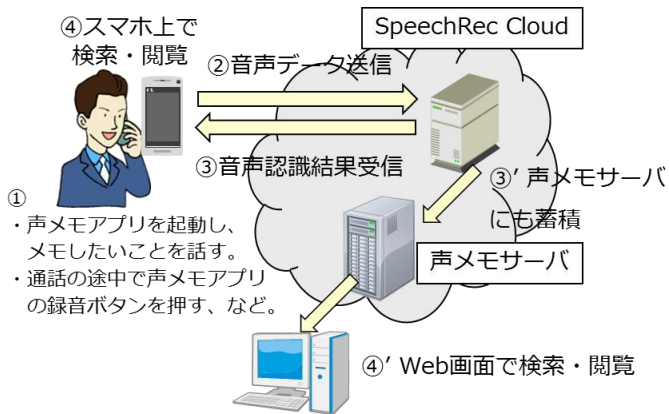 ④スマホ上で
検索・閲覧
SpeechRec Cloud
②音声データ送信
③音声認識結果受信
③’ 声メモサーバ
にも蓄積
①
・声メモアプリを起動し、
メモしたいことを話す。
・通話の途中で声メモアプリ
の録音ボタンを押す、など。
声メモサーバ
④’ Web画面で検索・閲覧